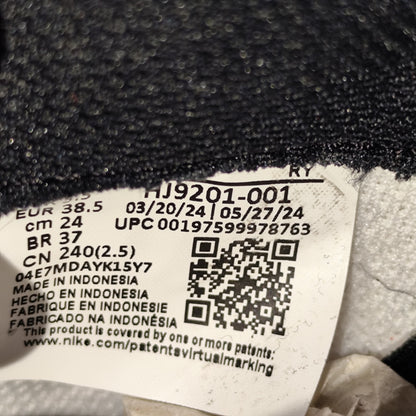 RY
HJ9201-001
EUR 38.5
03/20/24 | 05/27/24
cm 24
UPC 00197599978763
BR 37
CN 240(2.5)
04E7MDAYK15Y7
MADE IN INDONESIA
HECHO EN INDONESIA
FABRIQUE EN INDONESIE
FABRICADO NA INDONÉSIA
This product is covered by one or more patents:
www.nike.com/patentsvirtualmarking